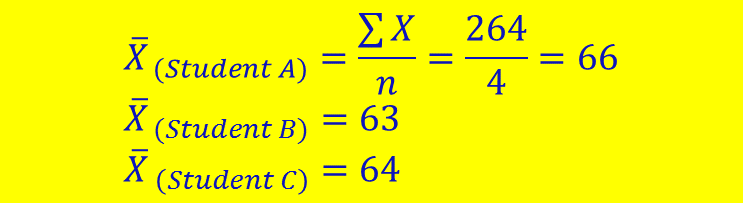 X̄ (Student A) = ∑ X / n = 264 / 4 = 66
X̄ (Student B) = 63
X̄ (Student C) = 64